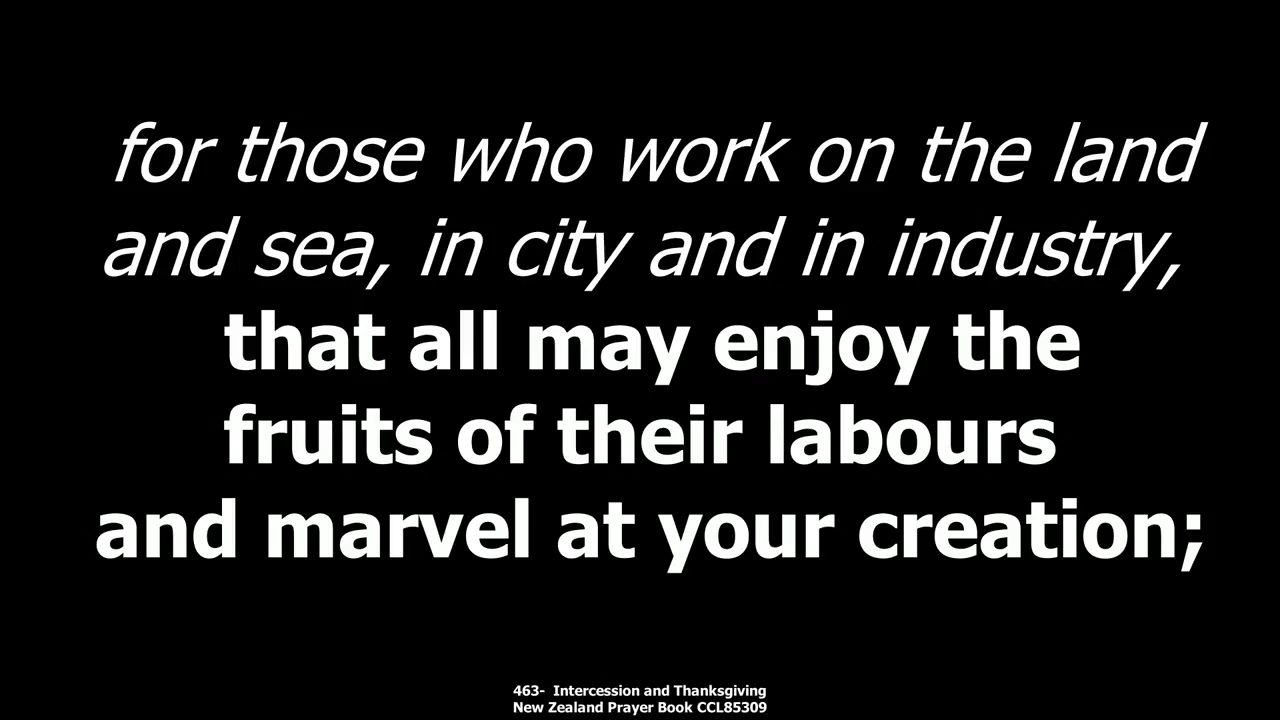 for those who work on the land
and sea, in city and in industry,
that all may enjoy the
fruits of their labours
and marvel at your creation;
463-  Intercession and Thanksgiving
New Zealand Prayer Book CCL85309